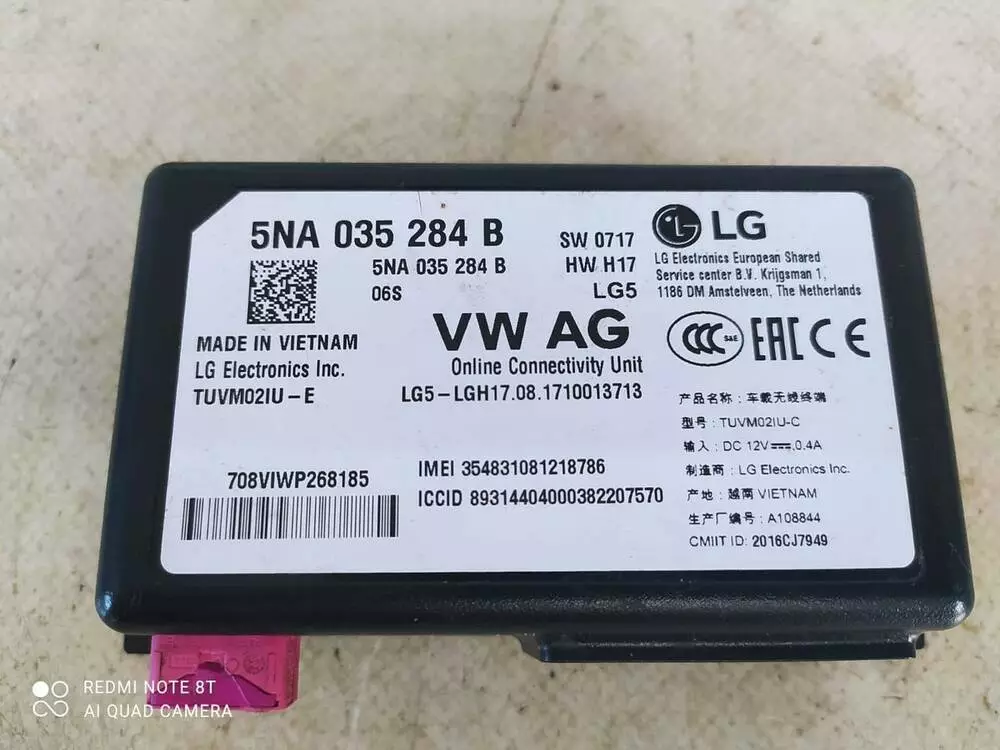 5NA 035 284 B
5NA 035 284 B
06S
SW 0717
HW H17
LG5
LG
LG Electronics European Shared
Service center B.V. Krijgsman 1,
1186 DM Amstelveen, The Netherlands
MADE IN VIETNAM
LG Electronics Inc.
TUVM02IU-E
VW AG
Online Connectivity Unit
LG5-LGH17.08.1710013713
CCC S&E EAC CE
708VIWP268185
IMEI 354831081218786
ICCID 89314404000382207570
产品名称:车载无线终端
型号:TUVM02IU-C
输入:DC 12V⎓,0.4A
制造商:LG Electronics Inc.
产地:越南 VIETNAM
生产厂编号:A108844
CMIIT ID: 2016CJ7949
REDMI NOTE 8T
AI QUAD CAMERA